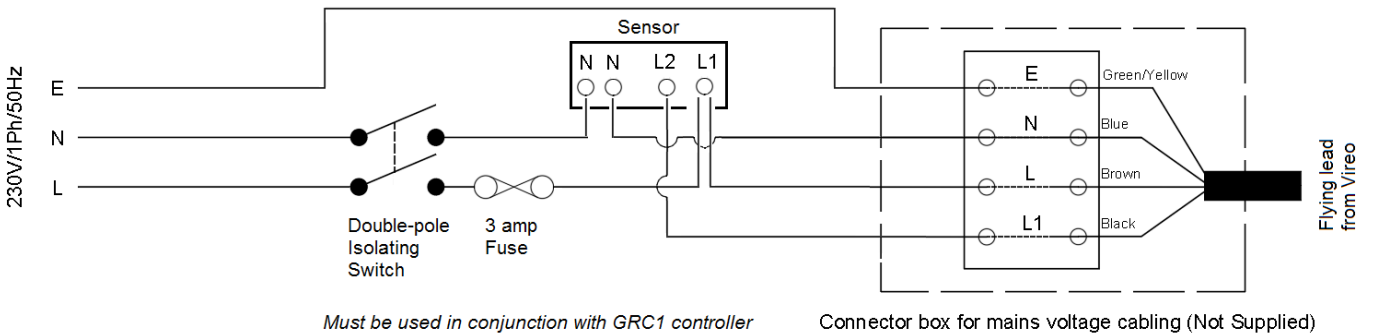 230V/1Ph/50Hz
E
N
L
Sensor
N N L2 L1
Double-pole
Isolating
Switch
3 amp
Fuse
E
N
L
L1
Green/Yellow
Blue
Brown
Black
Flying lead
from Vireo
Must be used in conjunction with GRC1 controller
Connector box for mains voltage cabling (Not Supplied)